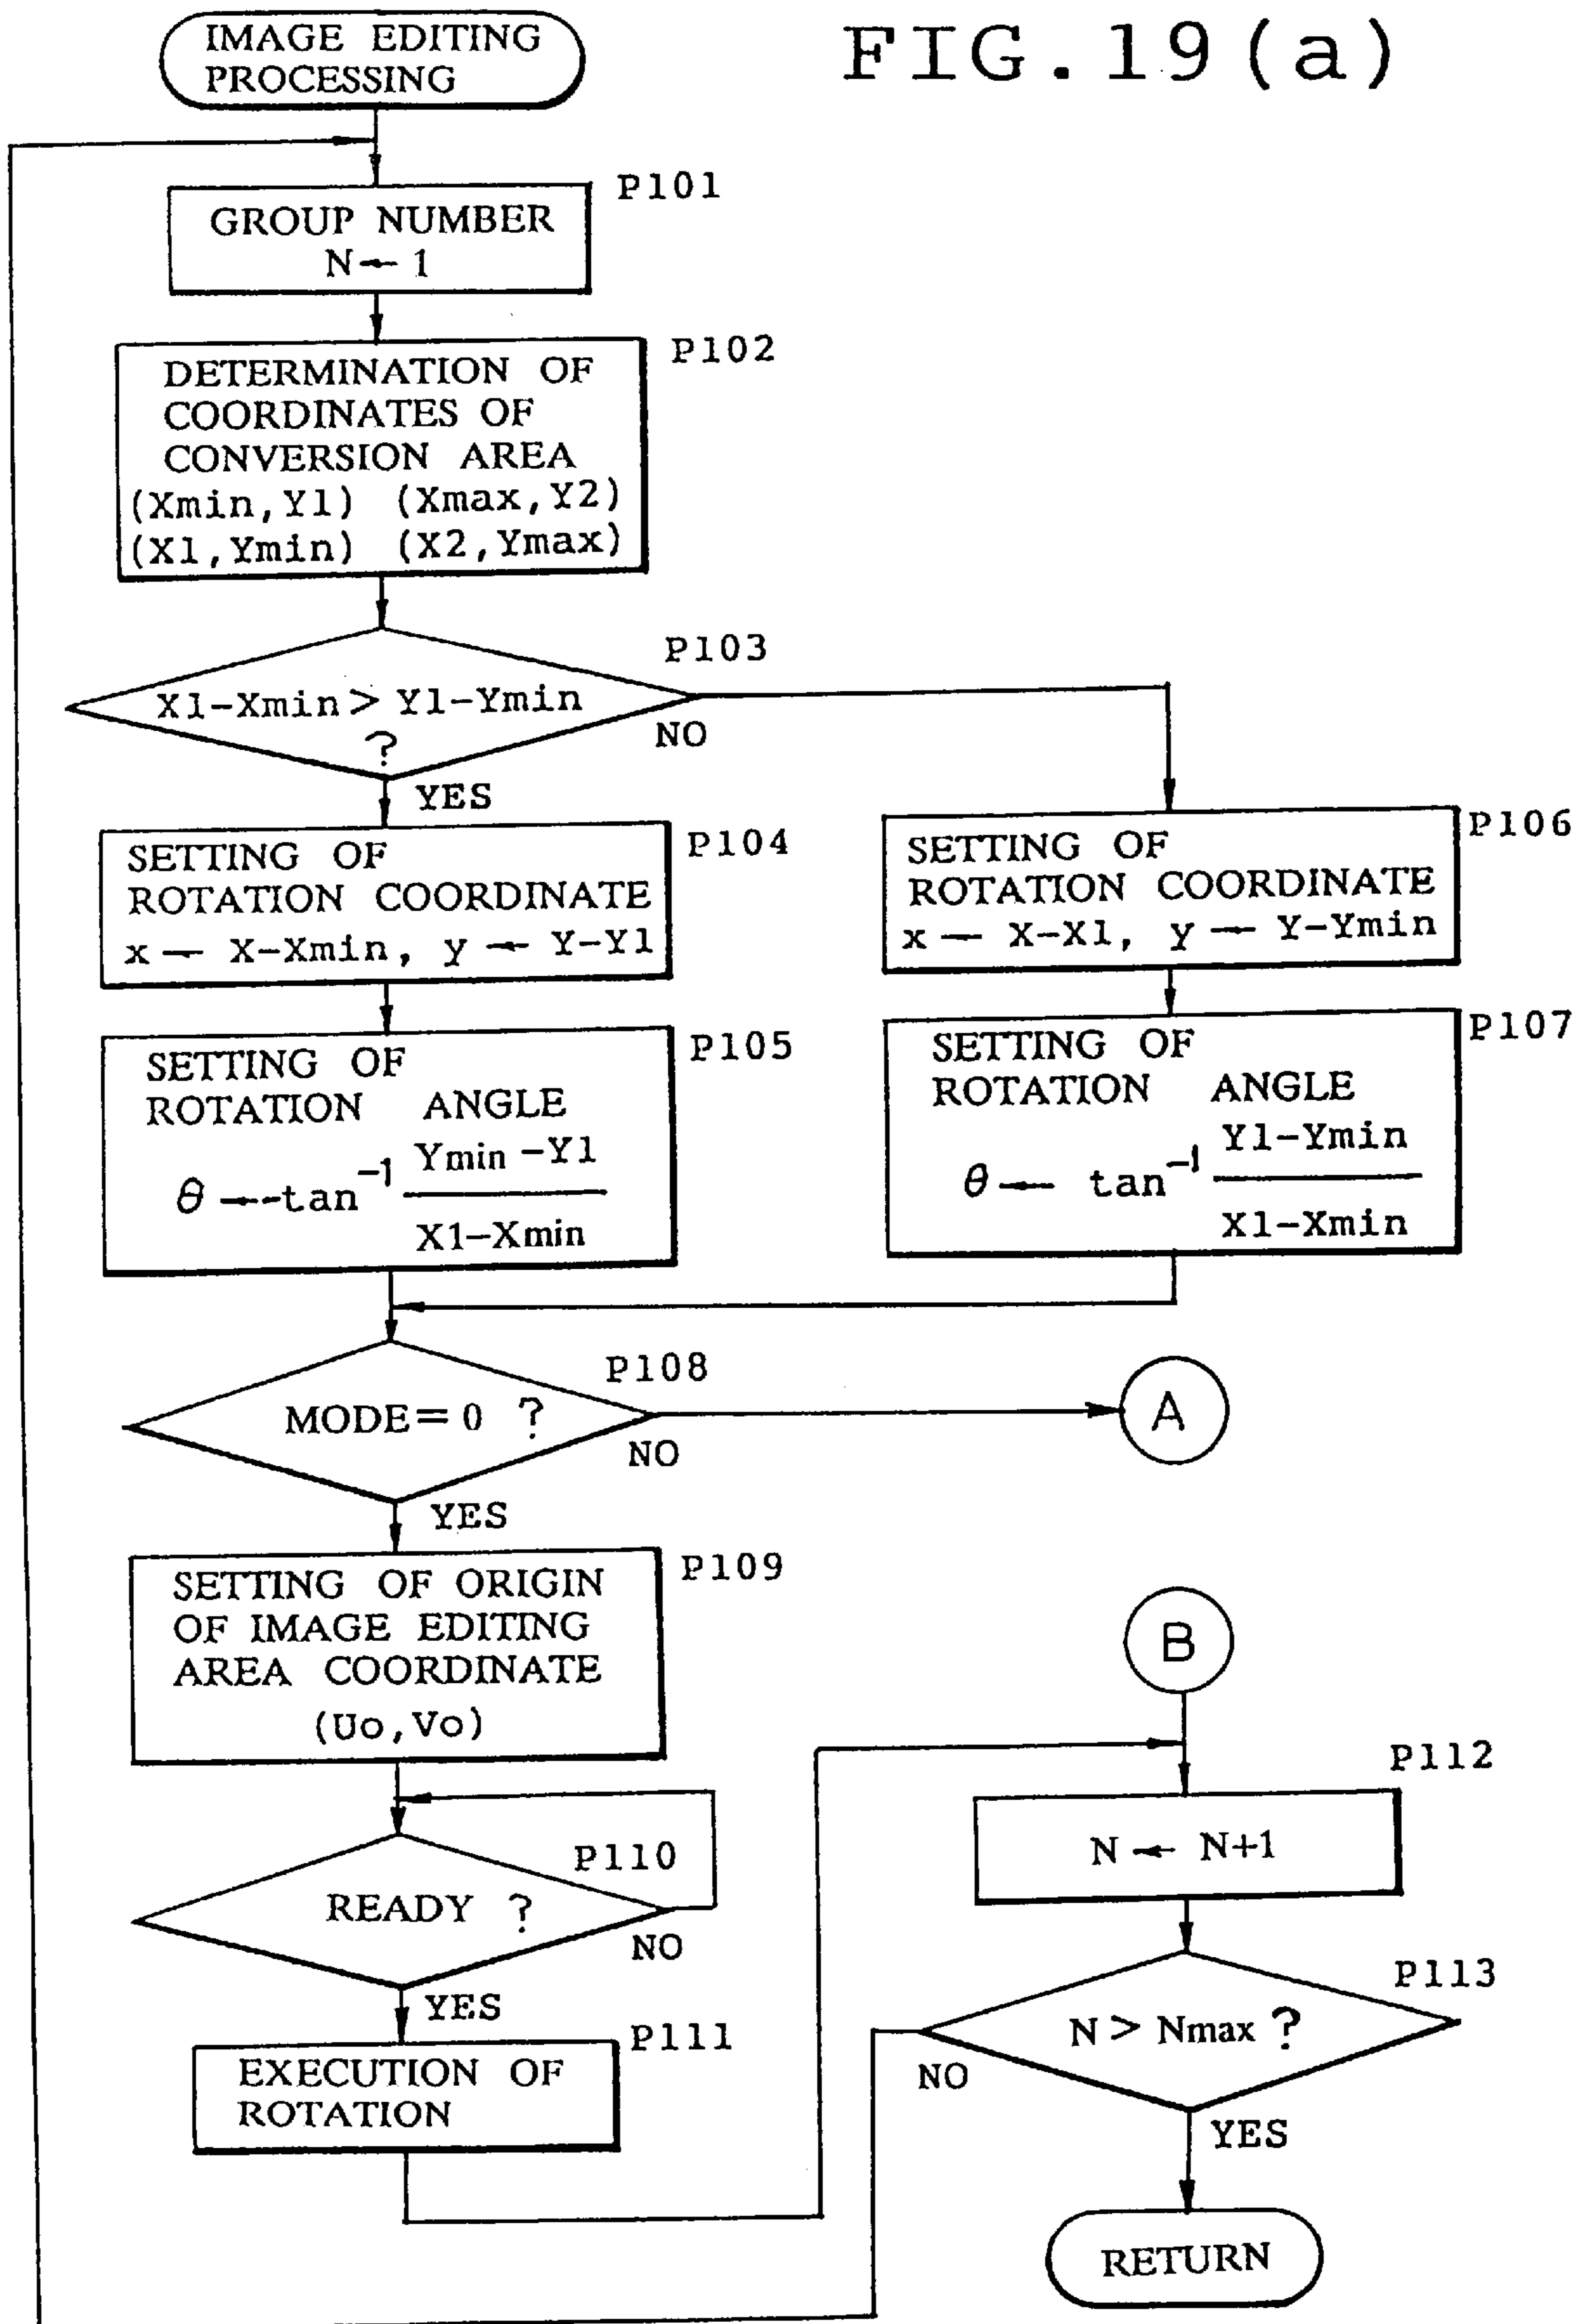 FIG.19(a)
IMAGE EDITING
PROCESSING
P101
GROUP NUMBER
N←1
P102
DETERMINATION OF
COORDINATES OF
CONVERSION AREA
(Xmin,Y1) (Xmax,Y2)
(X1,Ymin) (X2,Ymax)
P103
X1-Xmin > Y1-Ymin
?
NO
YES
P104
SETTING OF
ROTATION COORDINATE
x ← X-Xmin, y ← Y-Y1
P106
SETTING OF
ROTATION COORDINATE
x ← X-X1, y ← Y-Ymin
P105
SETTING OF
ROTATION ANGLE
Ymin -Y1
θ ← tan-1
X1-Xmin
P107
SETTING OF
ROTATION ANGLE
Y1-Ymin
θ ← tan-1
X1-Xmin
P108
MODE=0 ?
NO
A
YES
P109
SETTING OF ORIGIN
OF IMAGE EDITING
AREA COORDINATE
(Uo,Vo)
P110
READY ?
NO
YES
P111
EXECUTION OF
ROTATION
B
P112
N ← N+1
P113
N > Nmax ?
NO
YES
RETURN